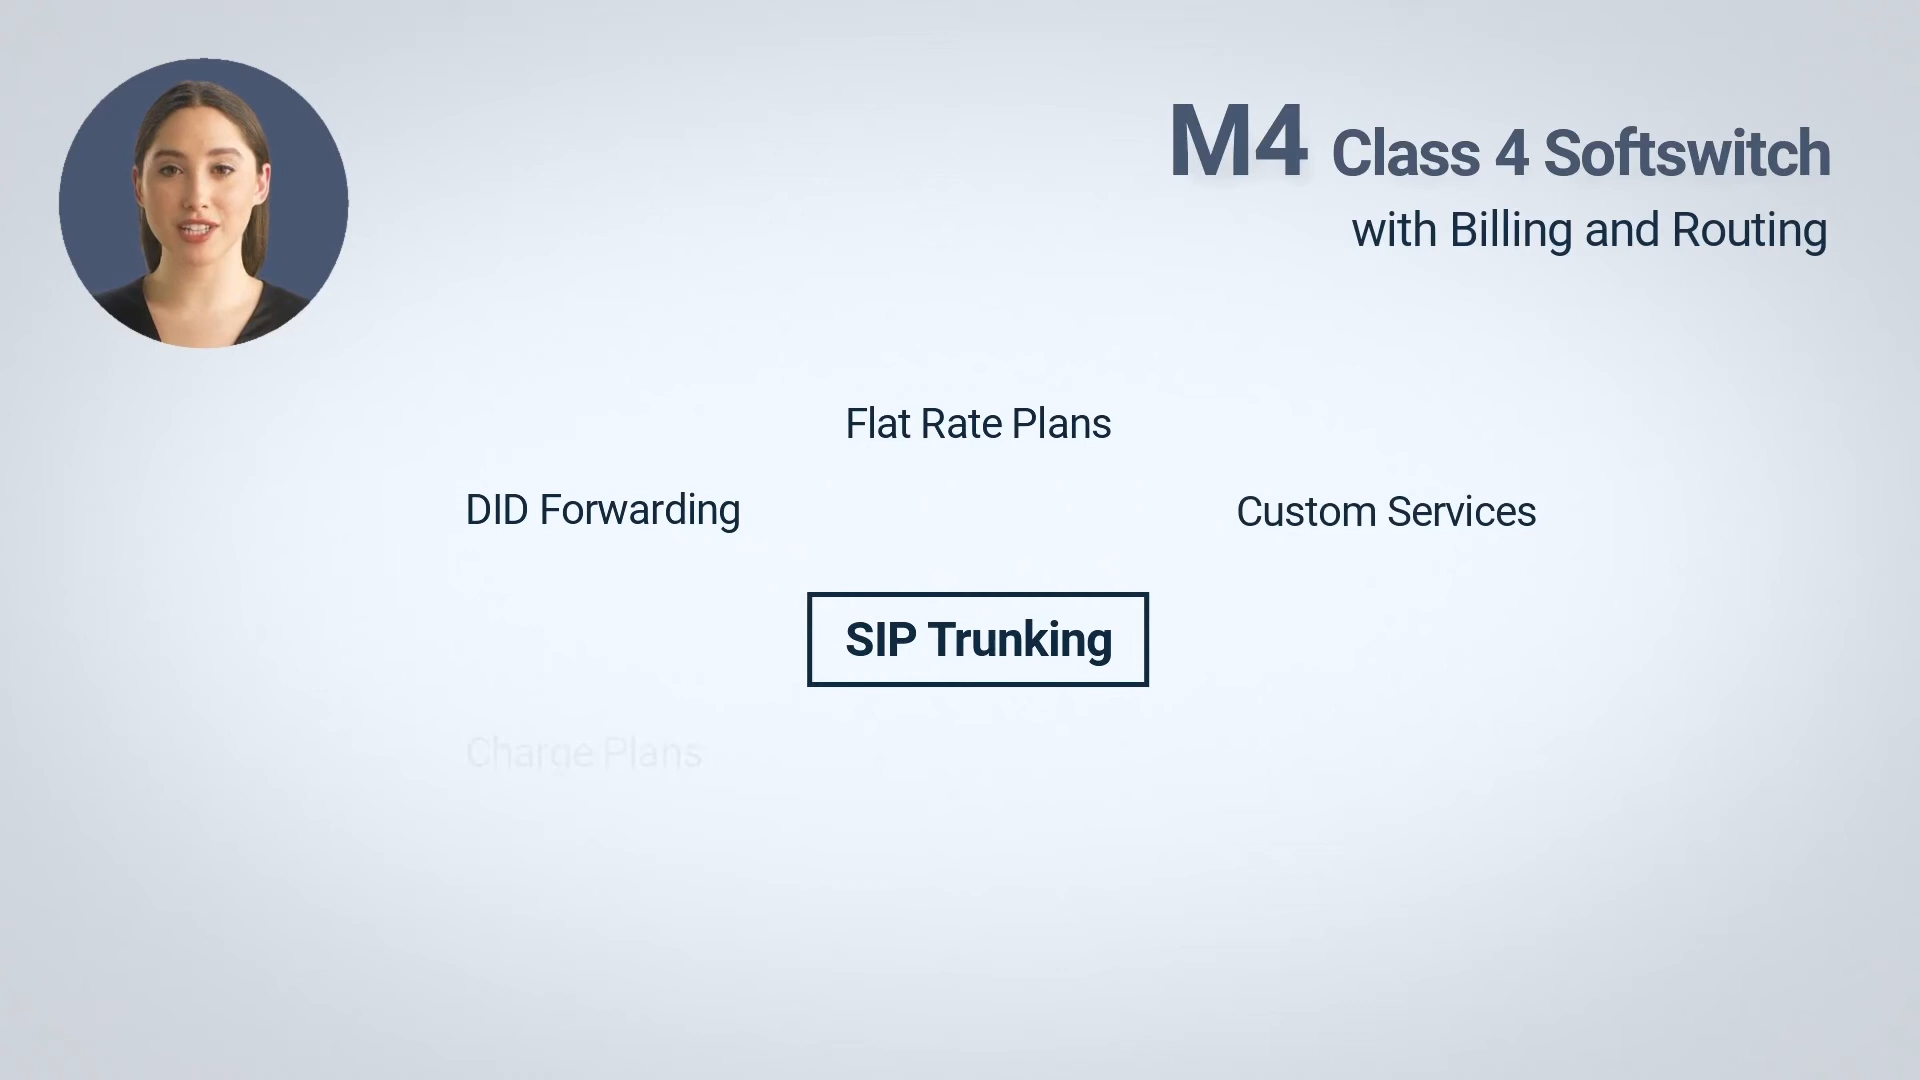 M4 Class 4 Softswitch
with Billing and Routing
Flat Rate Plans
DID Forwarding
Custom Services
SIP Trunking
Charge Plans